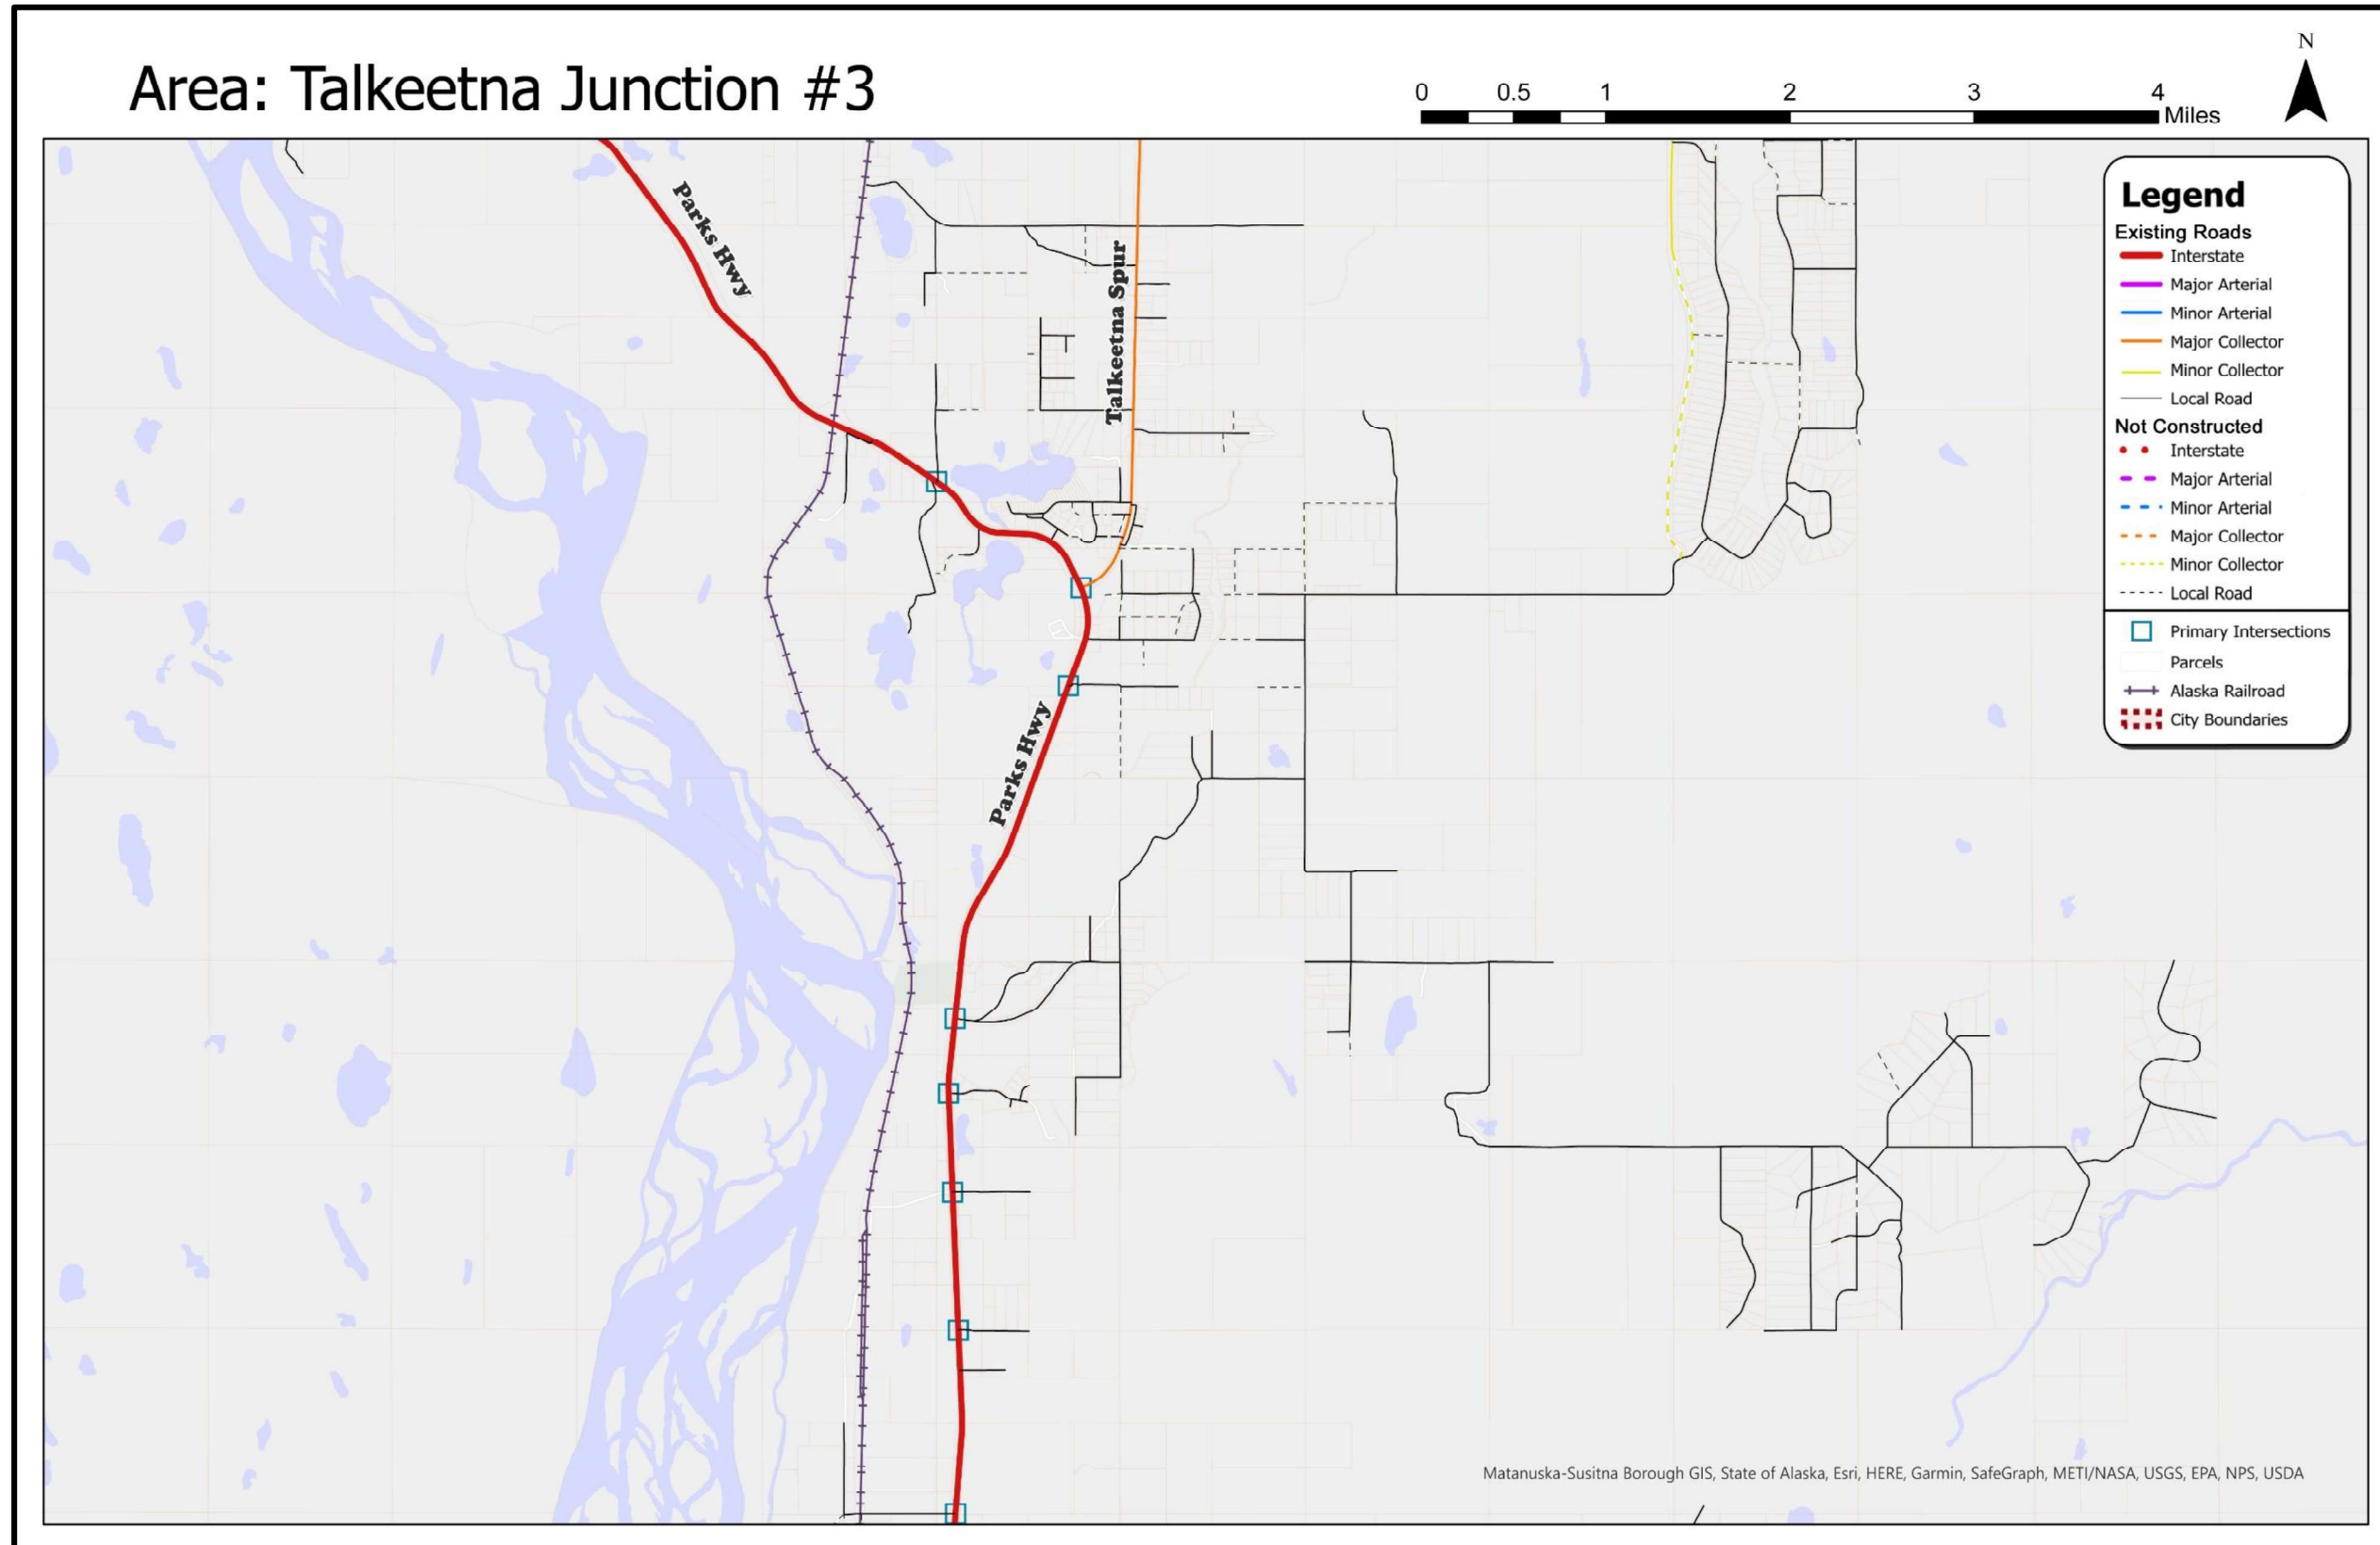 Area: Talkeetna Junction #3
0 0.5 1 2 3 4
Miles
N
Parks Hwy
Talkeetna Spur
Parks Hwy
Legend
Existing Roads
Interstate
Major Arterial
Minor Arterial
Major Collector
Minor Collector
Local Road
Not Constructed
Interstate
Major Arterial
Minor Arterial
Major Collector
Minor Collector
Local Road
Primary Intersections
Parcels
Alaska Railroad
City Boundaries
Matanuska-Susitna Borough GIS, State of Alaska, Esri, HERE, Garmin, SafeGraph, METI/NASA, USGS, EPA, NPS, USDA